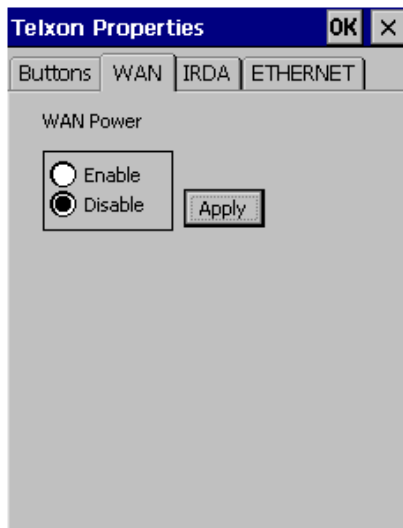 Telxon Properties OK ×
Buttons WAN IRDA ETHERNET
WAN Power
Enable
Disable Apply